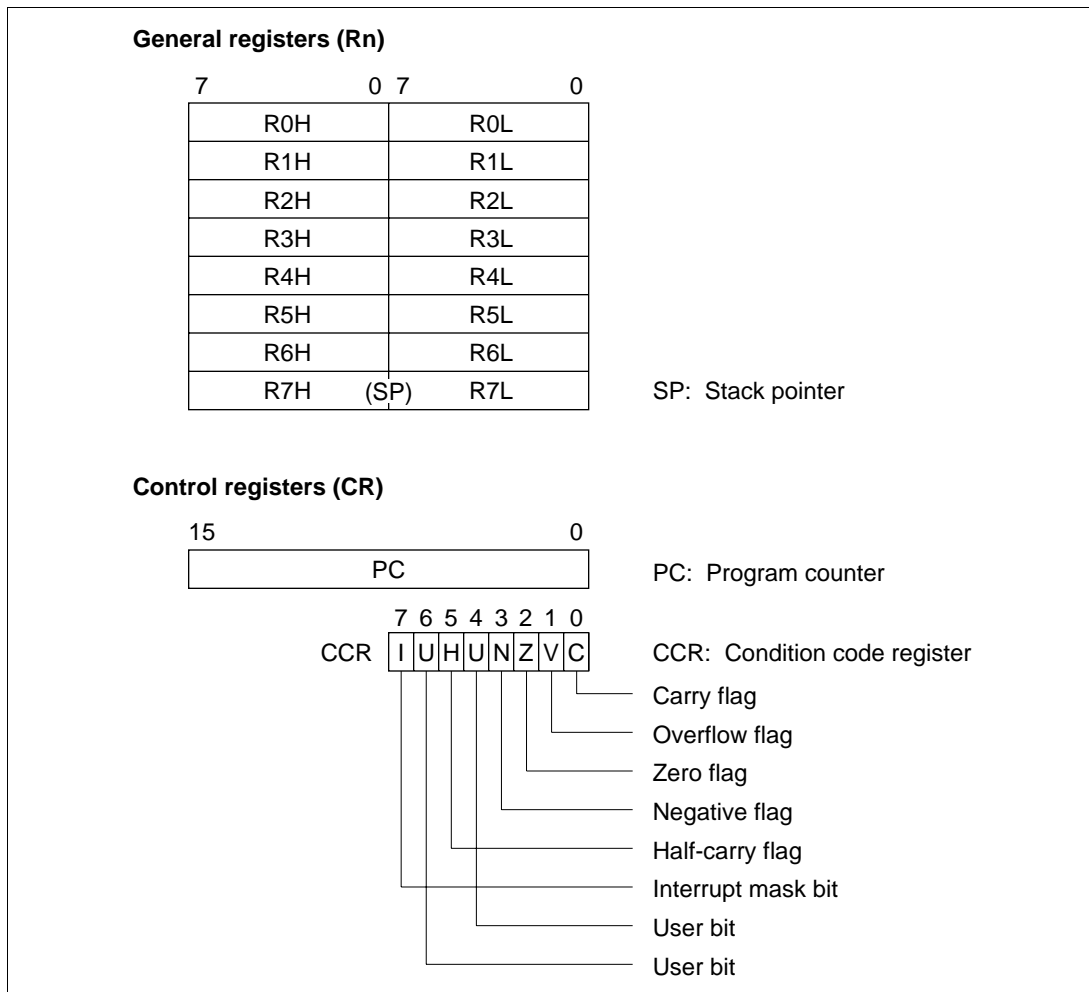 General registers (Rn)
7 0 7 0
R0H R0L
R1H R1L
R2H R2L
R3H R3L
R4H R4L
R5H R5L
R6H R6L
R7H (SP) R7L SP: Stack pointer
Control registers (CR)
15 0
PC PC: Program counter
7 6 5 4 3 2 1 0
CCR I U H U N Z V C CCR: Condition code register
Carry flag
Overflow flag
Zero flag
Negative flag
Half-carry flag
Interrupt mask bit
User bit
User bit